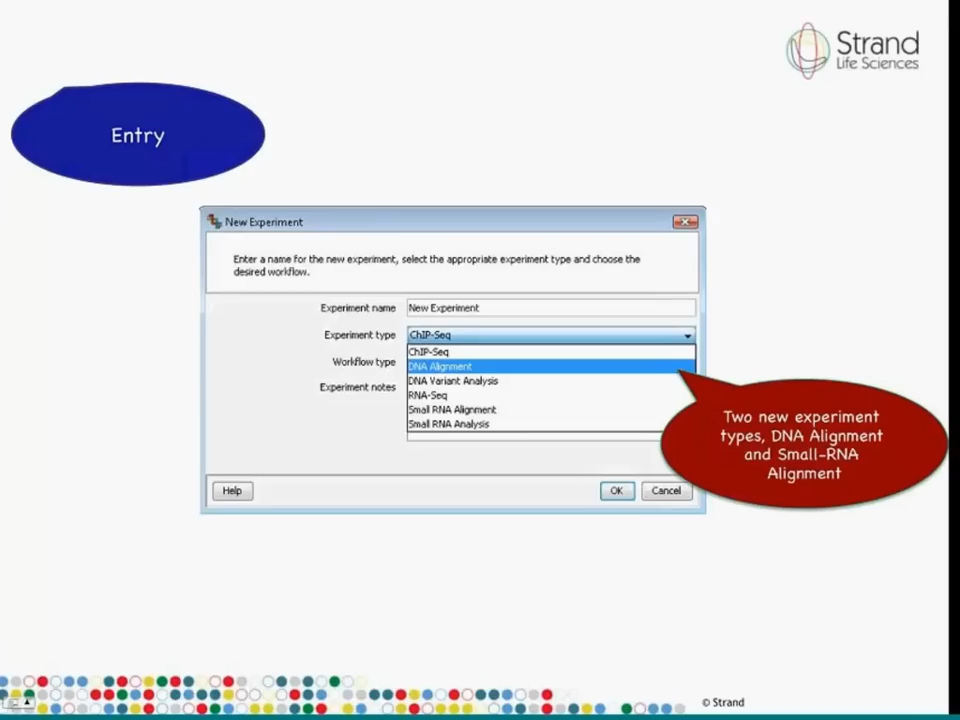 Strand
Life Sciences
Entry
New Experiment
Enter a name for the new experiment, select the appropriate experiment type and choose the
desired workflow.
Experiment name New Experiment
Experiment type ChIP-Seq
ChIP-Seq
Workflow type
DNA Alignment
DNA Variant Analysis
Experiment notes
RNA-Seq
Small RNA Alignment
Small RNA Analysis
Two new experiment
types, DNA Alignment
and Small-RNA
Alignment
Help OK Cancel
© Strand